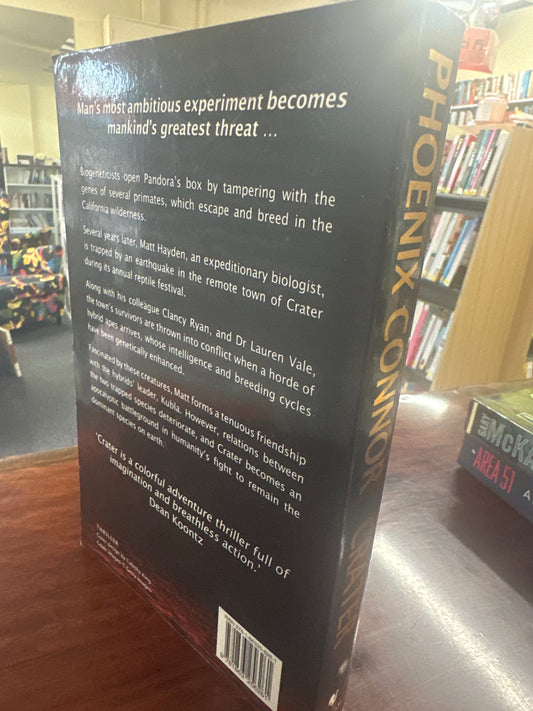 Man's most ambitious experiment becomes
mankind's greatest threat ...
Biogeneticists open Pandora's box by tampering with the
genes of several primates, which escape and breed in the
California wilderness.
Several years later, Matt Hayden, an expeditionary biologist,
is trapped by an earthquake in the remote town of Crater
during its annual reptile festival.
Along with his colleague Clancy Ryan, and Dr Lauren Vale,
the town's survivors are thrown into conflict when a horde of
hybrid apes arrives, whose intelligence and breeding cycles
have been genetically enhanced.
Fascinated by these creatures, Matt forms a tenuous friendship
with the hybrids' leader, Kubla. However, relations between
the two trapped species deteriorate, and Crater becomes an
apocalyptic battleground in humanity's fight to remain the
dominant species on earth.
'Crater is a colorful adventure thriller full of
imagination and breathless action.'
Dean Koontz
THRILLER
PHOENIX CONNOR CRATER
GARY
McKA
AREA 51